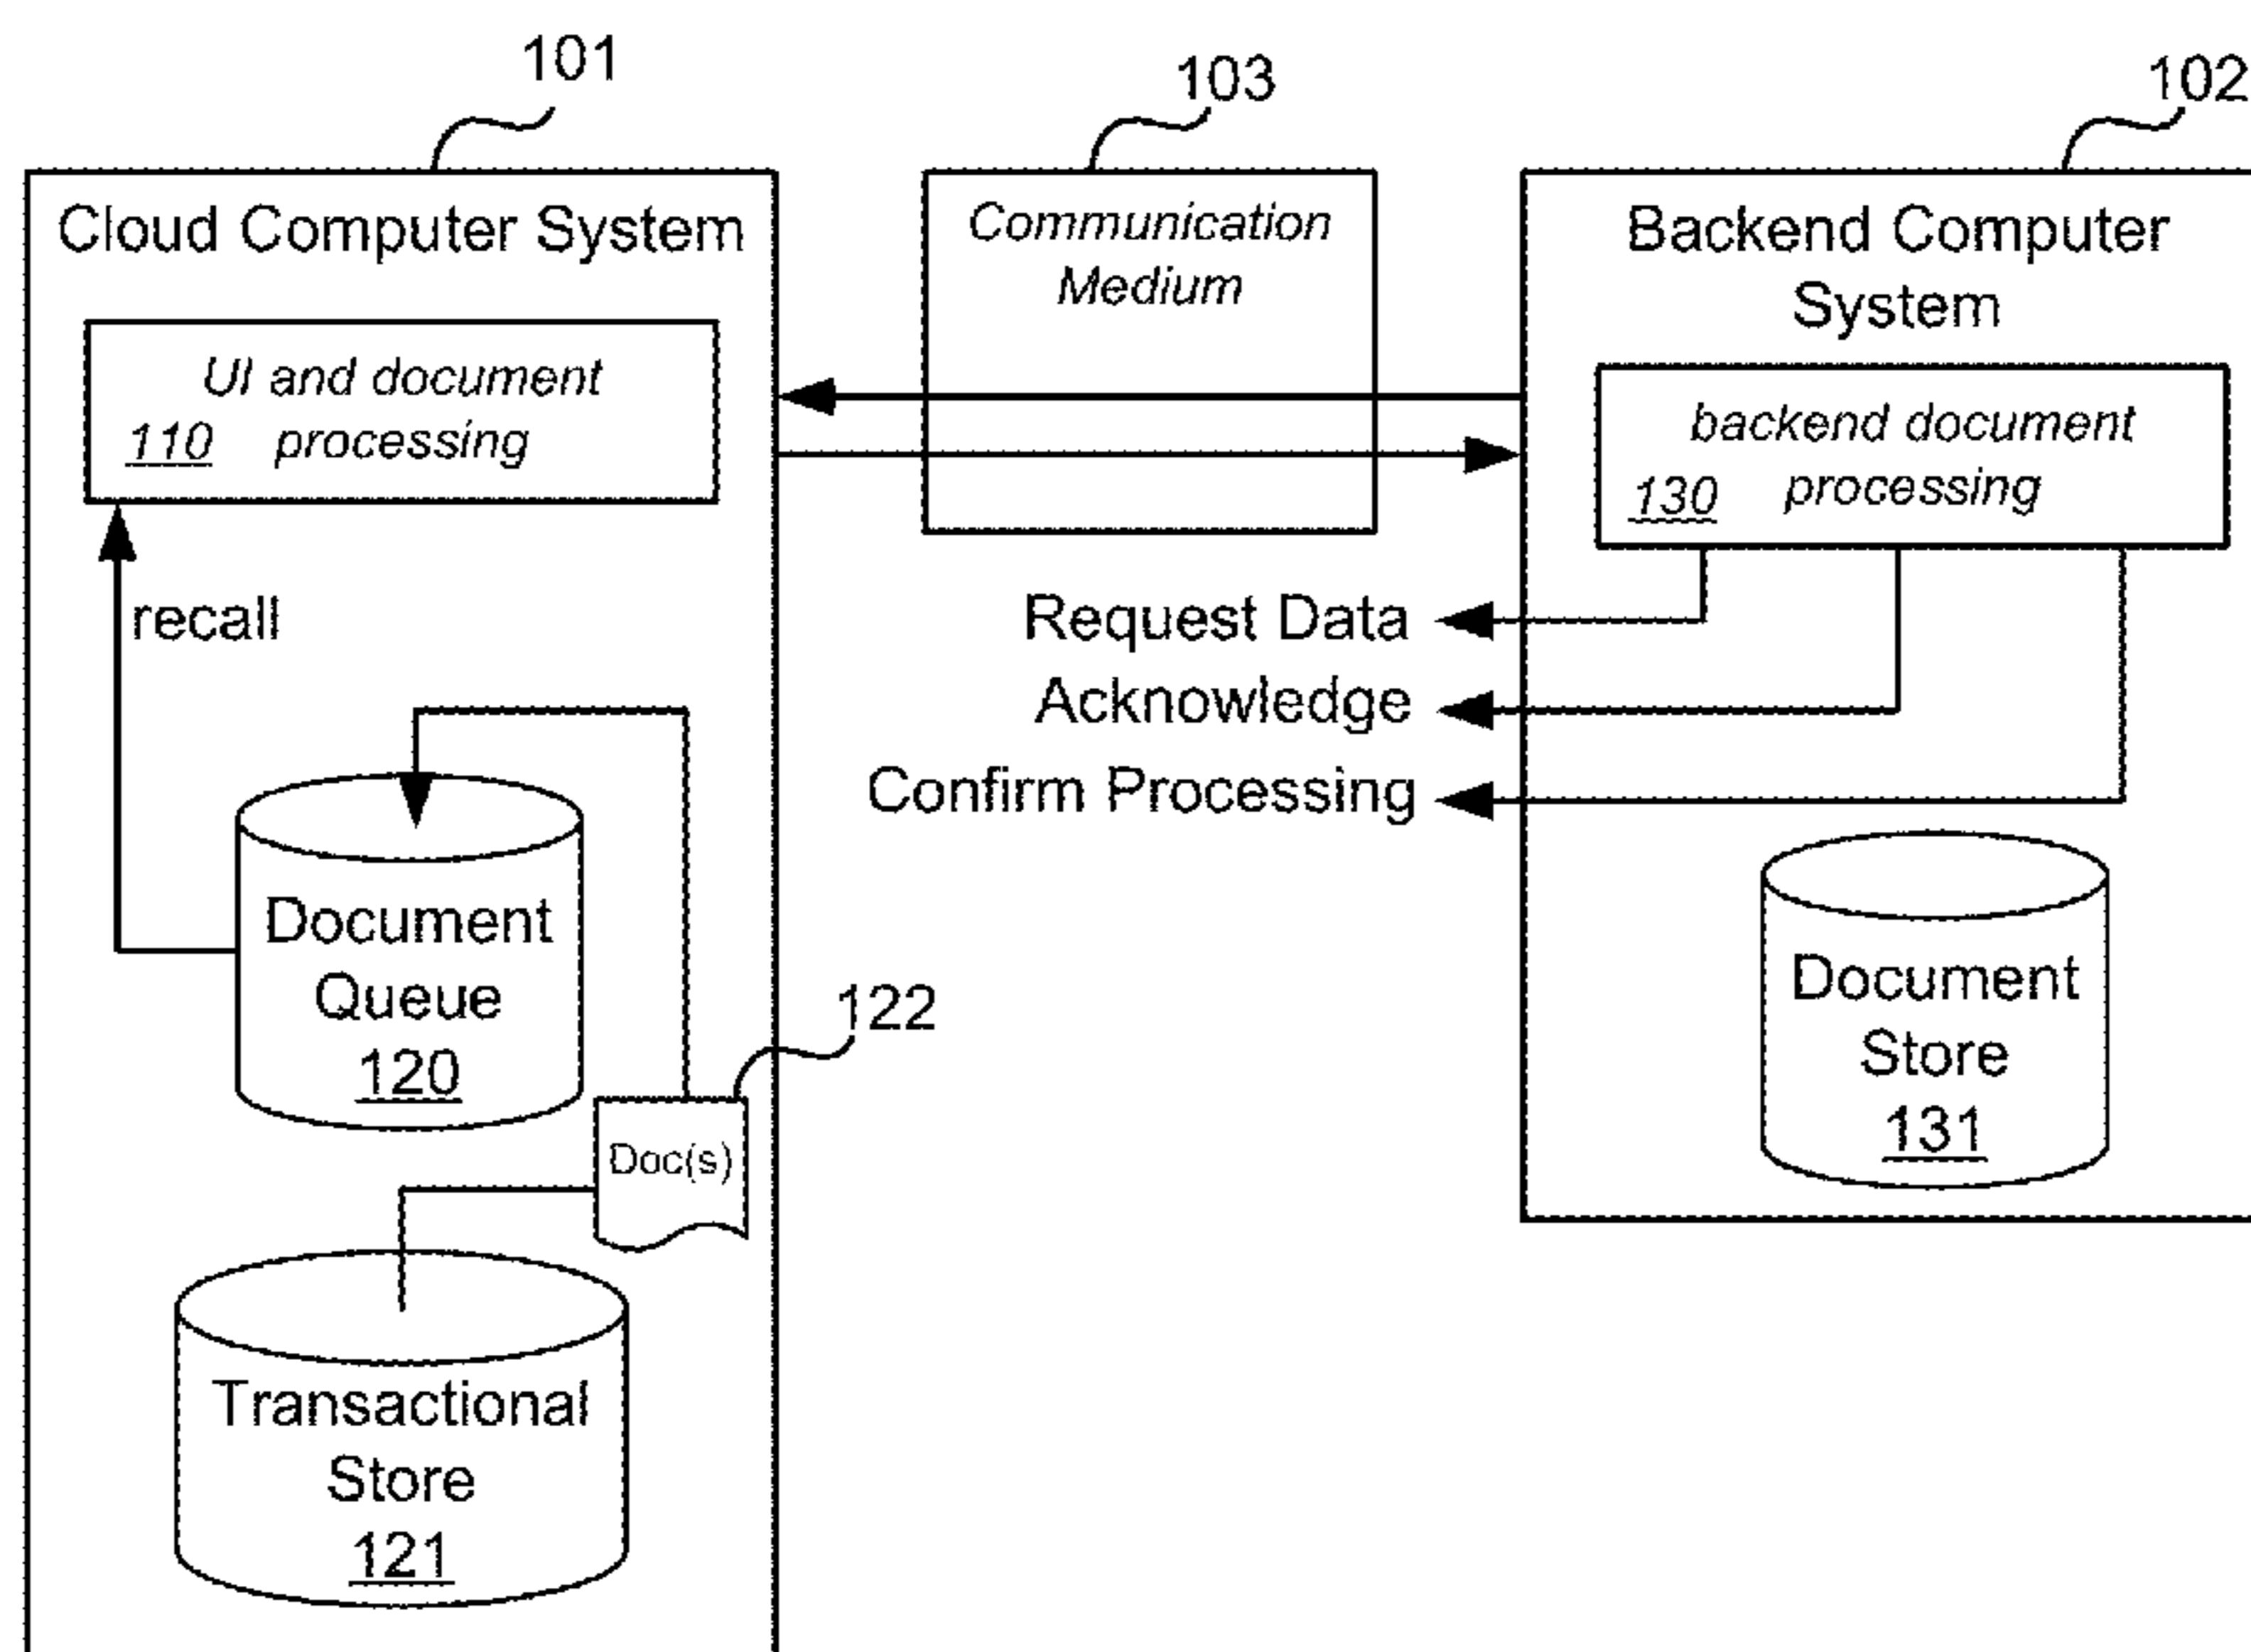 101
103
102
Cloud Computer System
Communication
Medium
Backend Computer
System
UI and document
110 processing
backend document
130 processing
recall
Request Data
Acknowledge
Confirm Processing
Document
Queue
120
122
Doc(s)
Document
Store
131
Transactional
Store
121